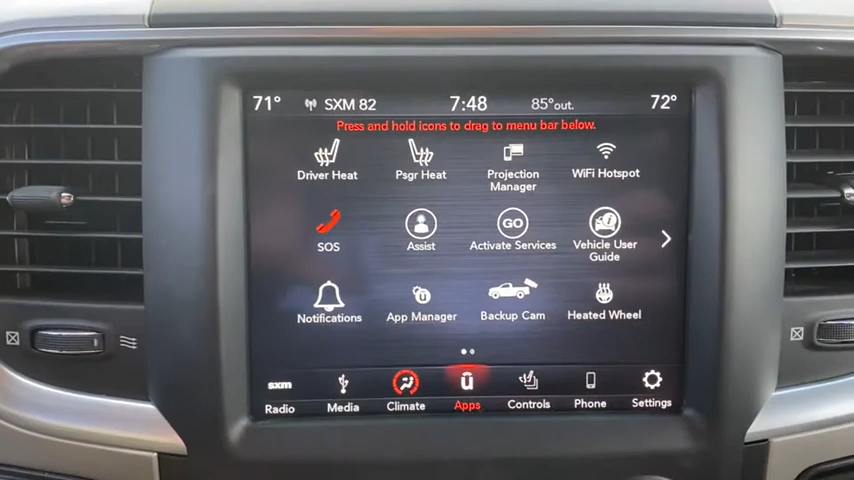 71° SXM 82 7:48 85°out. 72°
Press and hold icons to drag to menu bar below.
Driver Heat Psgr Heat Projection Manager WiFi Hotspot
SOS Assist GO Activate Services Vehicle User Guide
Notifications App Manager Backup Cam Heated Wheel
sxm
Radio Media Climate Apps Controls Phone Settings